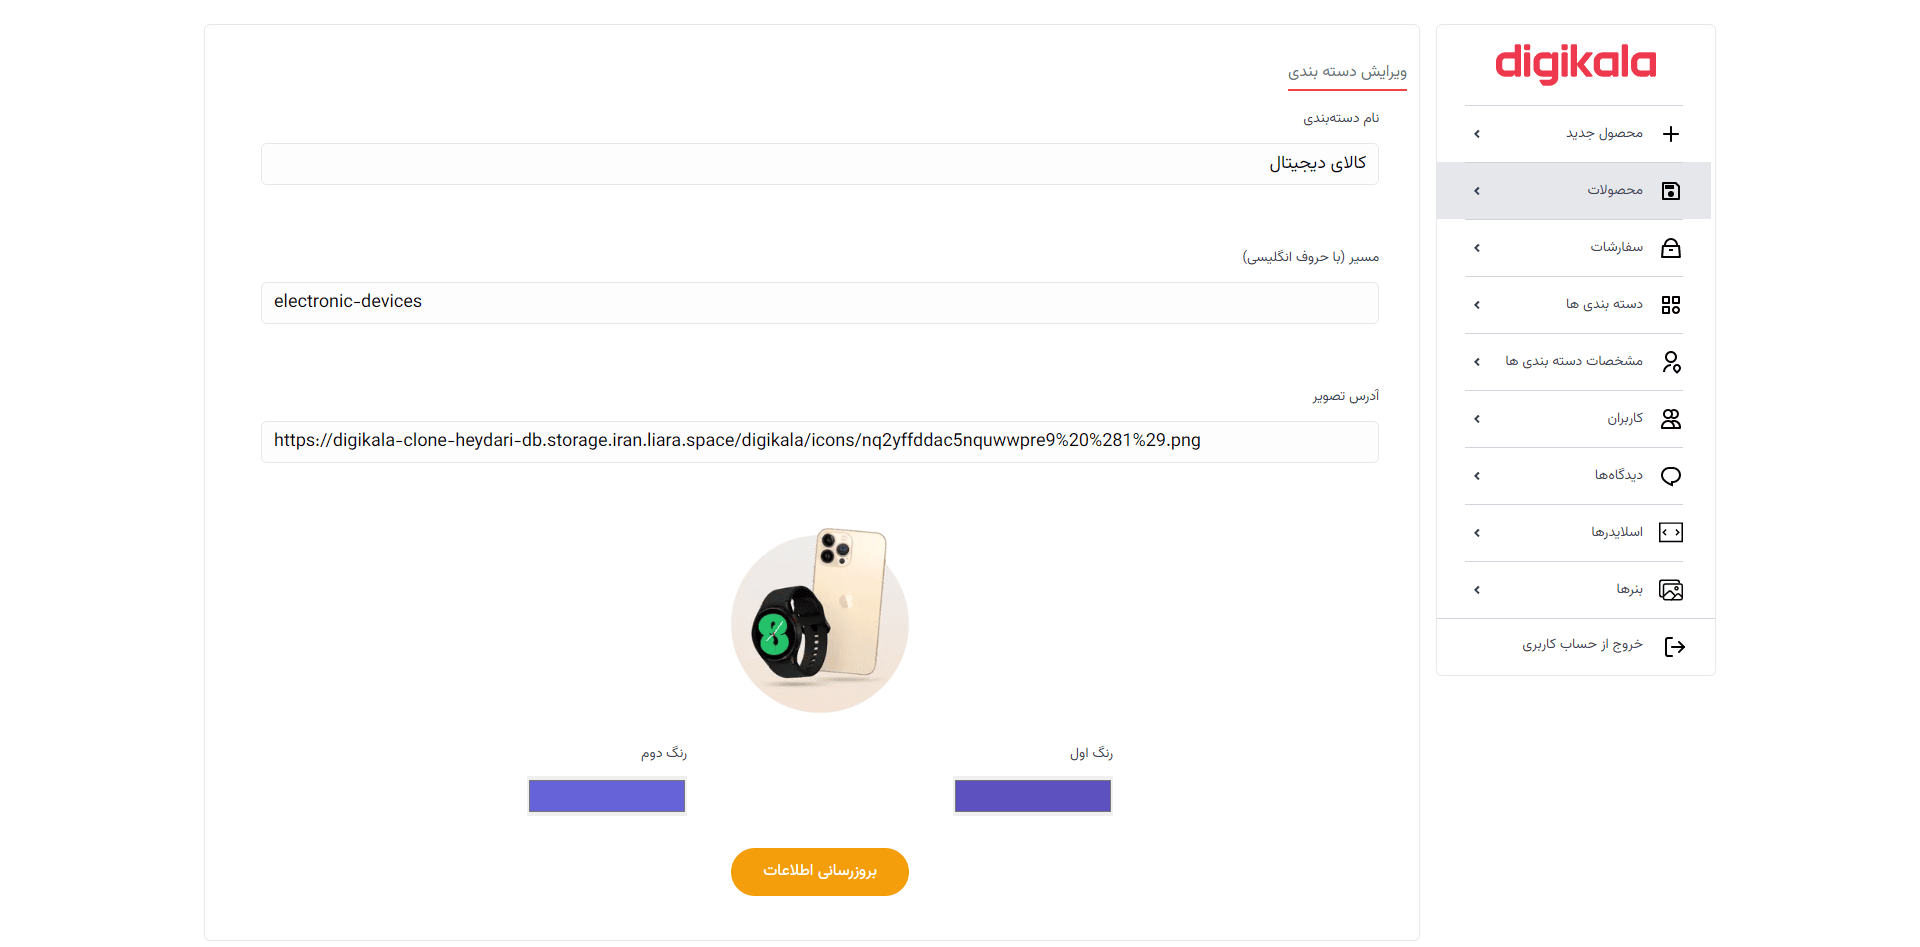 digikala
محصول جدید
محصولات
سفارشات
دسته بندی ها
مشخصات دسته بندی ها
کاربران
دیدگاه‌ها
اسلایدرها
بنرها
خروج از حساب کاربری
ویرایش دسته بندی
نام دسته‌بندی
کالای دیجیتال
مسیر (با حروف انگلیسی)
electronic-devices
آدرس تصویر
https://digikala-clone-heydari-db.storage.iran.liara.space/digikala/icons/nq2yffddac5nquwwpre9%20%281%29.png
رنگ اول
رنگ دوم
بروزرسانی اطلاعات